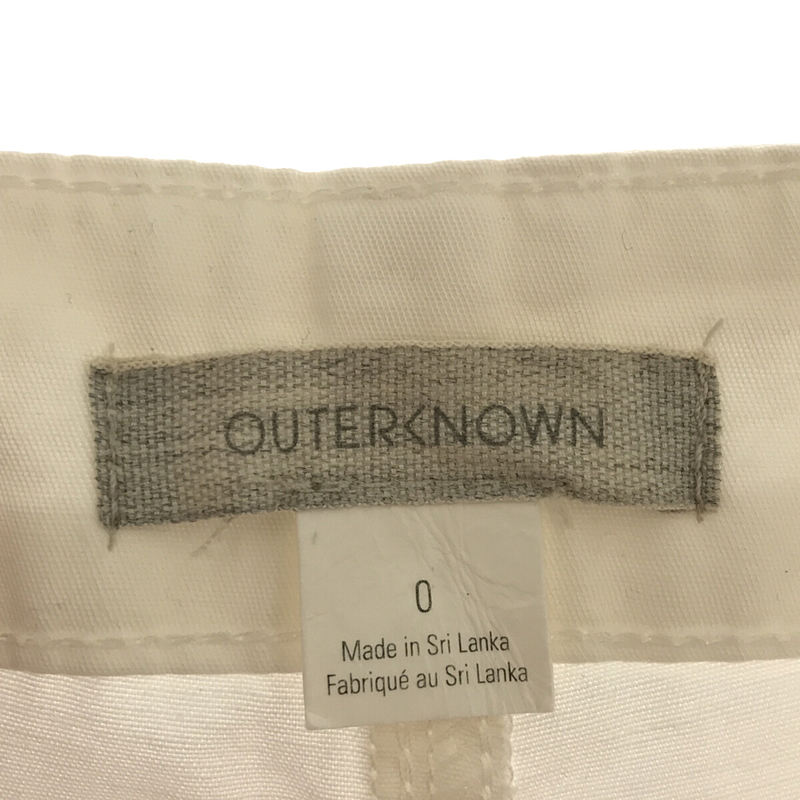 OUTERKNOWN
0
Made in Sri Lanka
Fabriqué au Sri Lanka